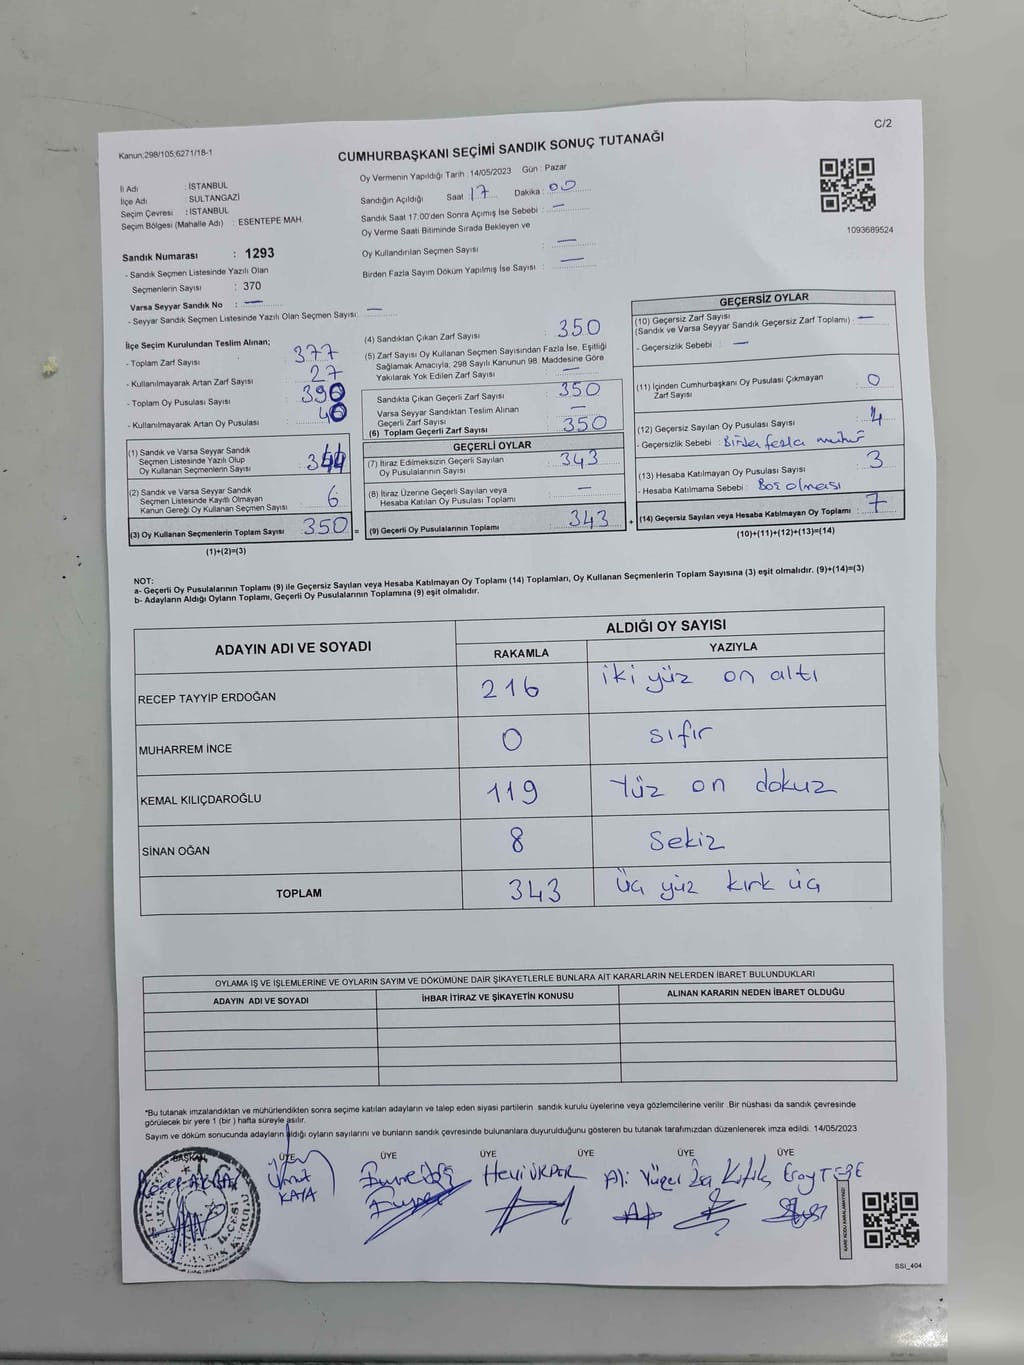 C/2
Kanun;298/105;6271/18-1
CUMHURBAŞKANI SEÇİMİ SANDIK SONUÇ TUTANAĞI
İl Adı : İSTANBUL
İlçe Adı : SULTANGAZİ
Seçim Çevresi : İSTANBUL
Seçim Bölgesi (Mahalle Adı) : ESENTEPE MAH.
Oy Vermenin Yapıldığı Tarih : 14/05/2023 Gün : Pazar
Sandığın Açıldığı Saat : 17 Dakika : 00
Sandık Saat 17:00'den Sonra Açımış İse Sebebi : —
Oy Verme Saati Bitiminde Sırada Bekleyen ve
Oy Kullandırılan Seçmen Sayısı : —
Birden Fazla Sayım Döküm Yapılmış İse Sayısı : —
1093689524
Sandık Numarası : 1293
- Sandık Seçmen Listesinde Yazılı Olan
Seçmenlerin Sayısı : 370
Varsa Seyyar Sandık No : —
- Seyyar Sandık Seçmen Listesinde Yazılı Olan Seçmen Sayısı: —
İlçe Seçim Kurulundan Teslim Alınan;
- Toplam Zarf Sayısı : 377
- Kullanılmayarak Artan Zarf Sayısı : 27
- Toplam Oy Pusulası Sayısı : 390
- Kullanılmayarak Artan Oy Pusulası : 40
(1) Sandık ve Varsa Seyyar Sandık
Seçmen Listesinde Yazılı Olup
Oy Kullanan Seçmenlerin Sayısı : 344
(2) Sandık ve Varsa Seyyar Sandık
Seçmen Listesinde Kayıtlı Olmayan
Kanun Gereği Oy Kullanan Seçmen Sayısı : 6
(3) Oy Kullanan Seçmenlerin Toplam Sayısı : 350
(1)+(2)=(3)
(4) Sandıktan Çıkan Zarf Sayısı : 350
(5) Zarf Sayısı Oy Kullanan Seçmen Sayısından Fazla İse, Eşitliği
Sağlamak Amacıyla; 298 Sayılı Kanunun 98. Maddesine Göre
Yakılarak Yok Edilen Zarf Sayısı : —
Sandıkta Çıkan Geçerli Zarf Sayısı : 350
Varsa Seyyar Sandıktan Teslim Alınan
Geçerli Zarf Sayısı : —
(6) Toplam Geçerli Zarf Sayısı : 350
GEÇERLİ OYLAR
(7) İtiraz Edilmeksizin Geçerli Sayılan
Oy Pusulalarının Sayısı : 343
(8) İtiraz Üzerine Geçerli Sayılan veya
Hesaba Katılan Oy Pusulası Toplamı : —
(9) Geçerli Oy Pusulalarının Toplamı : 343
GEÇERSİZ OYLAR
(10) Geçersiz Zarf Sayısı
(Sandık ve Varsa Seyyar Sandık Geçersiz Zarf Toplamı) : —
- Geçersizlik Sebebi : —
(11) İçinden Cumhurbaşkanı Oy Pusulası Çıkmayan
Zarf Sayısı : 0
(12) Geçersiz Sayılan Oy Pusulası Sayısı : 4
- Geçersizlik Sebebi : Birden fazla mühür
(13) Hesaba Katılmayan Oy Pusulası Sayısı : 3
- Hesaba Katılmama Sebebi : Boş olması
(14) Geçersiz Sayılan veya Hesaba Katılmayan Oy Toplamı : 7
(10)+(11)+(12)+(13)=(14)
NOT:
a- Geçerli Oy Pusulalarının Toplamı (9) ile Geçersiz Sayılan veya Hesaba Katılmayan Oy Toplamı (14) Toplamları, Oy Kullanan Seçmenlerin Toplam Sayısına (3) eşit olmalıdır. (9)+(14)=(3)
b- Adayların Aldığı Oyların Toplamı, Geçerli Oy Pusulalarının Toplamına (9) eşit olmalıdır.
ADAYIN ADI VE SOYADI ALDIĞI OY SAYISI
RAKAMLA YAZIYLA
RECEP TAYYİP ERDOĞAN 216 iki yüz on altı
MUHARREM İNCE 0 sıfır
KEMAL KILIÇDAROĞLU 119 Yüz on dokuz
SİNAN OĞAN 8 Sekiz
TOPLAM 343 üç yüz kırk üç
OYLAMA İŞ VE İŞLEMLERİNE VE OYLARIN SAYIM VE DÖKÜMÜNE DAİR ŞİKAYETLERLE BUNLARA AİT KARARLARIN NELERDEN İBARET BULUNDUKLARI
ADAYIN ADI VE SOYADI İHBAR İTİRAZ VE ŞİKAYETİN KONUSU ALINAN KARARIN NEDEN İBARET OLDUĞU
*Bu tutanak imzalandıktan ve mühürlendikten sonra seçime katılan adayların ve talep eden siyasi partilerin sandık kurulu üyelerine veya gözlemcilerine verilir .Bir nüshası da sandık çevresinde
görülecek bir yere 1 (bir ) hafta süreyle asılır.
Sayım ve döküm sonucunda adayların aldığı oyların sayılarını ve bunların sandık çevresinde bulunanlara duyurulduğunu gösteren bu tutanak tarafımızdan düzenlenerek imza edildi. 14/05/2023
BAŞKAN ÜYE ÜYE ÜYE ÜYE ÜYE ÜYE
Umut KAYA
SSI_404